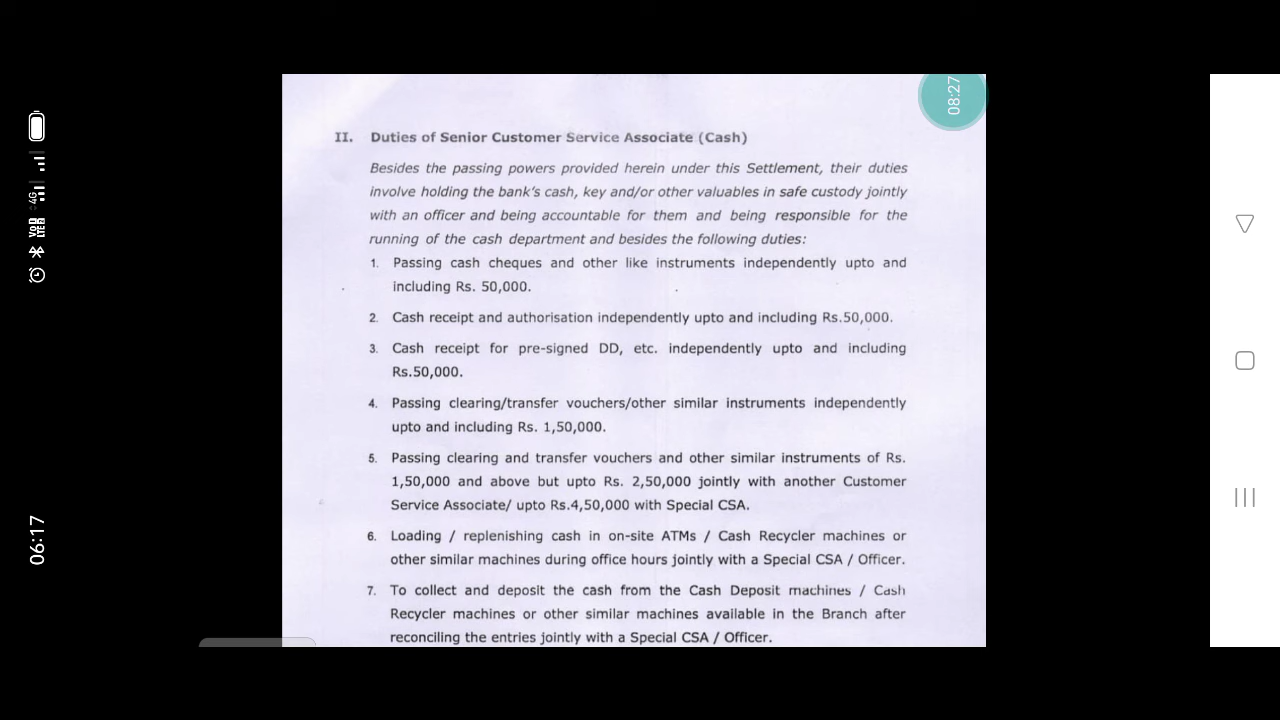 II. Duties of Senior Customer Service Associate (Cash)
Besides the passing powers provided herein under this Settlement, their duties
involve holding the bank's cash, key and/or other valuables in safe custody jointly
with an officer and being accountable for them and being responsible for the
running of the cash department and besides the following duties:
1. Passing cash cheques and other like instruments independently upto and
including Rs. 50,000.
2. Cash receipt and authorisation independently upto and including Rs.50,000.
3. Cash receipt for pre-signed DD, etc. independently upto and including
Rs.50,000.
4. Passing clearing/transfer vouchers/other similar instruments independently
upto and including Rs. 1,50,000.
5. Passing clearing and transfer vouchers and other similar instruments of Rs.
1,50,000 and above but upto Rs. 2,50,000 jointly with another Customer
Service Associate/ upto Rs.4,50,000 with Special CSA.
6. Loading / replenishing cash in on-site ATMs / Cash Recycler machines or
other similar machines during office hours jointly with a Special CSA / Officer.
7. To collect and deposit the cash from the Cash Deposit machines / Cash
Recycler machines or other similar machines available in the Branch after
reconciling the entries jointly with a Special CSA / Officer.
08:27
06:17
4G
VoD
LTE2